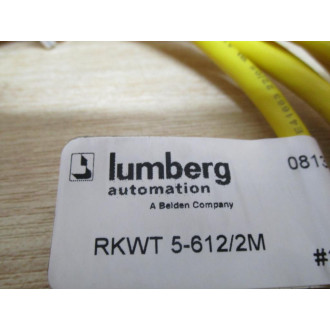 lumberg
automation
A Belden Company
0813
RKWT 5-612/2M